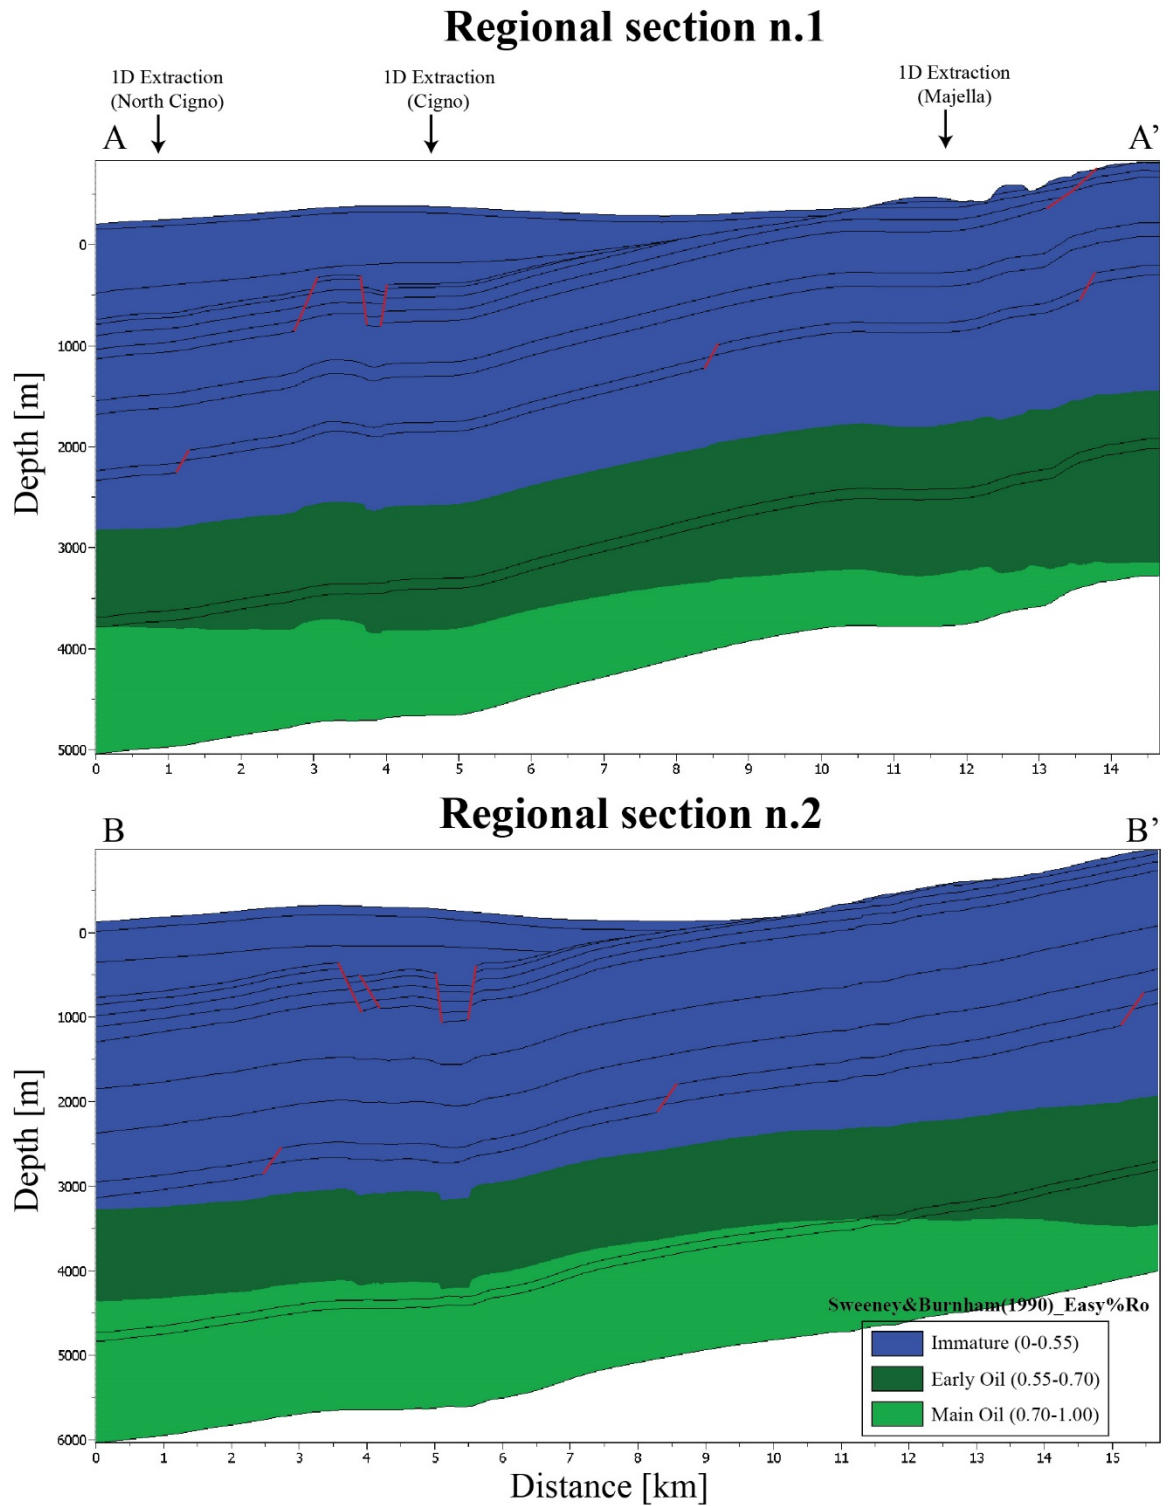 Regional section n.1
1D Extraction
(North Cigno)
1D Extraction
(Cigno)
1D Extraction
(Majella)
A
A’
Depth [m]
0
1000
2000
3000
4000
5000
0 1 2 3 4 5 6 7 8 9 10 11 12 13 14
Regional section n.2
B
B’
Depth [m]
0
1000
2000
3000
4000
5000
6000
Sweeney&Burnham(1990)_Easy%Ro
Immature (0-0.55)
Early Oil (0.55-0.70)
Main Oil (0.70-1.00)
0 1 2 3 4 5 6 7 8 9 10 11 12 13 14 15
Distance [km]